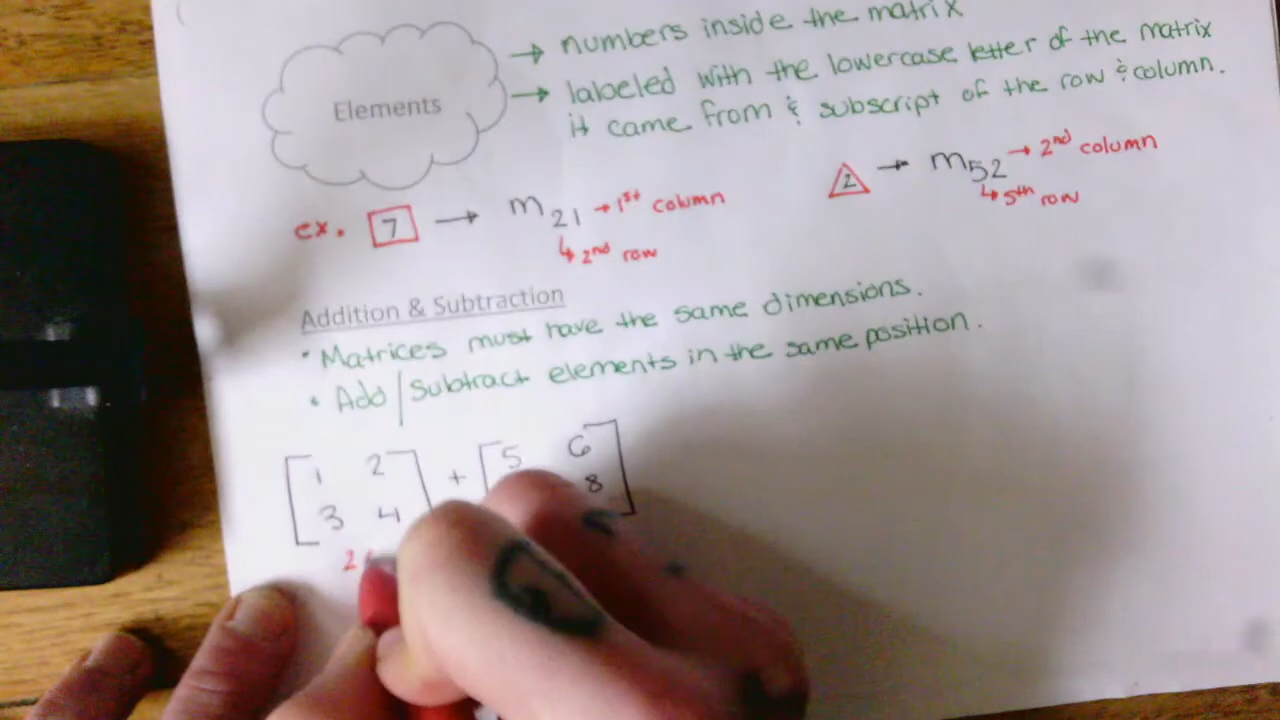 Elements
→ numbers inside the matrix
→ labeled with the lowercase letter of the matrix
it came from & subscript of the row & column.
ex. 7 → m21 → 1st column
↳ 2nd row
2 → m52 → 2nd column
↳ 5th row
Addition & Subtraction
• Matrices must have the same dimensions.
• Add/Subtract elements in the same position.
1 2 + 5 6
3 4 8
2